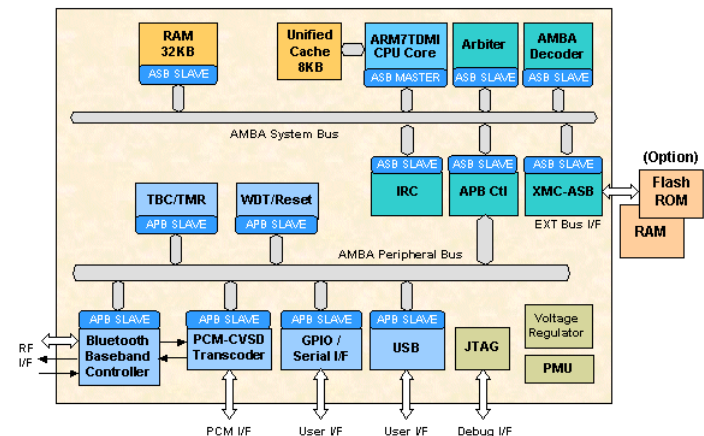 RAM
32KB
ASB SLAVE
Unified
Cache
8KB
ARM7TDMI
CPU Core
ASB MASTER
Arbiter
ASB SLAVE
AMBA
Decoder
ASB SLAVE
AMBA System Bus
ASB SLAVE
IRC
ASB SLAVE
APB Ctl
ASB SLAVE
XMC-ASB
EXT Bus I/F
(Option)
Flash
ROM
RAM
TBC/TMR
APB SLAVE
WDT/Reset
APB SLAVE
AMBA Peripheral Bus
APB SLAVE
Bluetooth
Baseband
Controller
APB SLAVE
PCM-CVSD
Transcoder
APB SLAVE
GPIO /
Serial I/F
APB SLAVE
USB
JTAG
Voltage
Regulator
PMU
RF
I/F
PCM I/F
User I/F
User I/F
Debug I/F